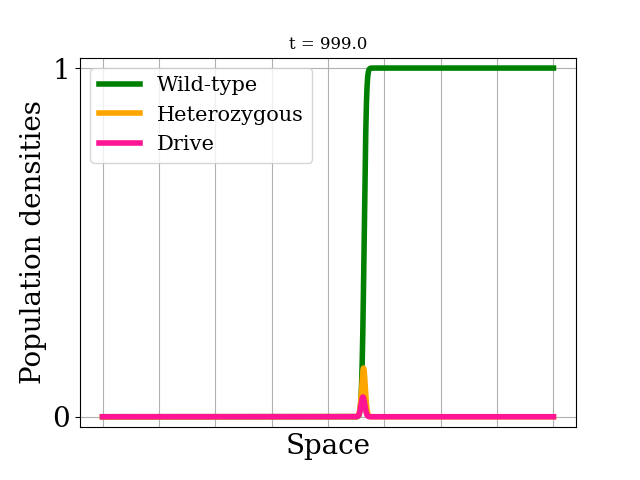 t = 999.0
1
Wild-type
Heterozygous
Drive
Population densities
0
Space